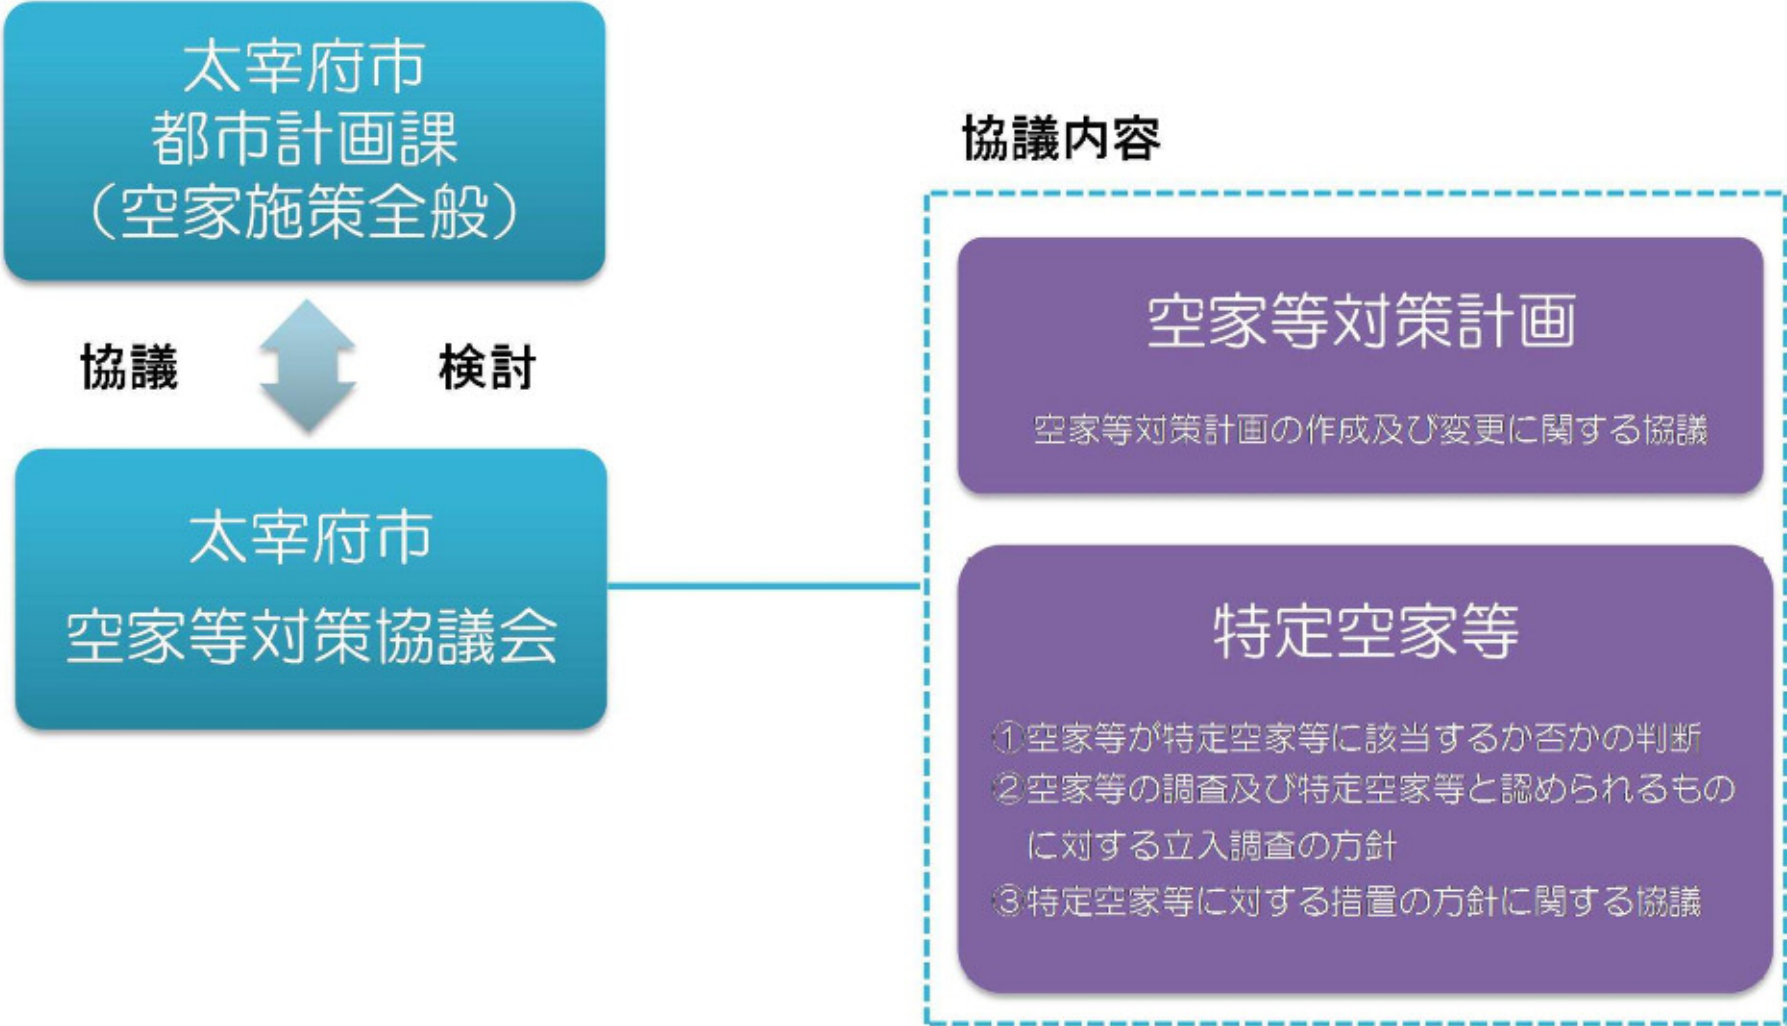 太宰府市
都市計画課
（空家施策全般）
協議
検討
太宰府市
空家等対策協議会
協議内容
空家等対策計画
空家等対策計画の作成及び変更に関する協議
特定空家等
①空家等が特定空家等に該当するか否かの判断
②空家等の調査及び特定空家等と認められるもの
に対する立入調査の方針
③特定空家等に対する措置の方針に関する協議